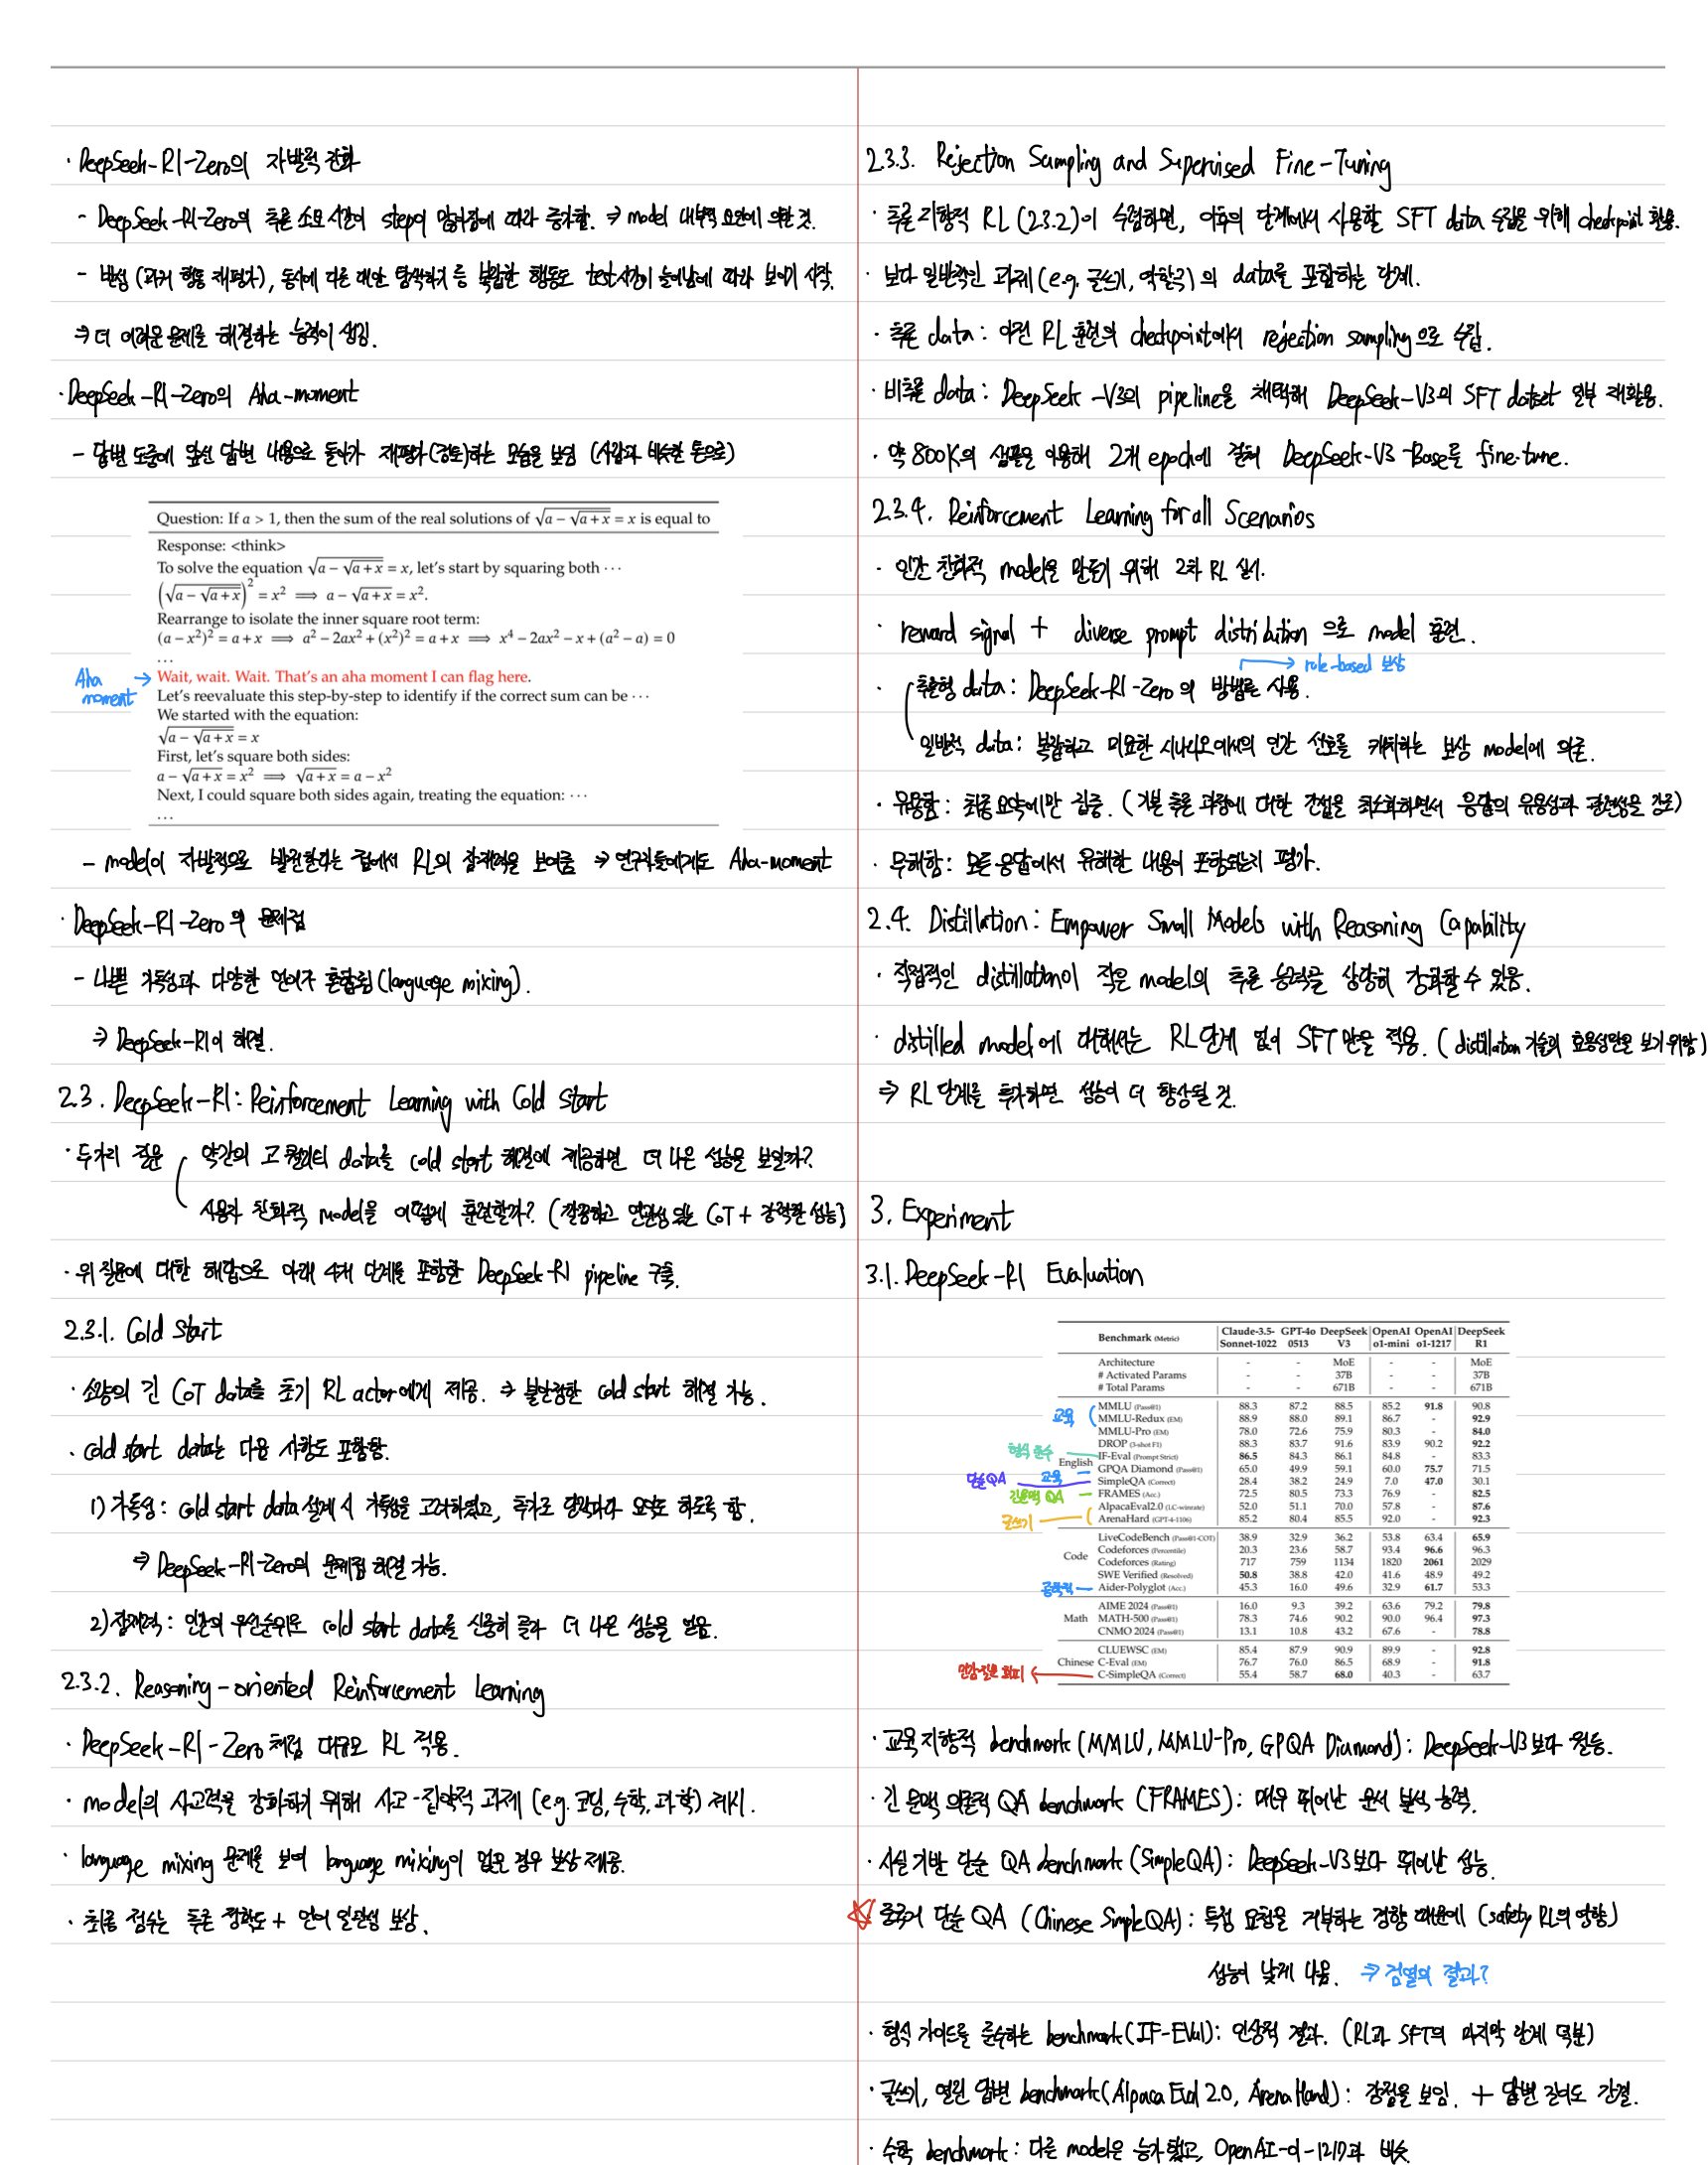 · DeepSeek-R1-Zero의 자발적 진화
- DeepSeek-R1-Zero의 추론 소모 시간이 step이 많아짐에 따라 증가함. ⇒ model 내부적 요인에 의한 것.
- 반성 (과거 행동 재평가), 동시에 다른 대안 탐색하기 등 복잡한 행동도 test시간이 늘어남에 따라 보이기 시작.
⇒ 더 어려운 문제를 해결하는 능력이 생김.
· DeepSeek-R1-Zero의 Aha-moment
- 답변 도중에 앞선 답변 내용으로 돌아가 재평가(검토)하는 모습을 보임 (사람과 비슷한 톤으로)
Question: If a > 1, then the sum of the real solutions of √(a − √(a + x)) = x is equal to
Response: <think>
To solve the equation √(a − √(a + x)) = x, let's start by squaring both ···
(√(a − √(a + x)))² = x² ⟹ a − √(a + x) = x².
Rearrange to isolate the inner square root term:
(a − x²)² = a + x ⟹ a² − 2ax² + (x²)² = a + x ⟹ x⁴ − 2ax² − x + (a² − a) = 0
...
Aha moment → Wait, wait. Wait. That's an aha moment I can flag here.
Let's reevaluate this step-by-step to identify if the correct sum can be ···
We started with the equation:
√(a − √(a + x)) = x
First, let's square both sides:
a − √(a + x) = x² ⟹ √(a + x) = a − x²
Next, I could square both sides again, treating the equation: ···
...
- model이 자발적으로 발전한다는 점에서 RL의 잠재력을 보여줌 → 연구자들에게도 Aha-moment
· DeepSeek-R1-Zero의 문제점
- 나쁜 가독성과 다양한 언어가 혼합됨(language mixing).
⇒ DeepSeek-R1이 해결.
2.3. DeepSeek-R1: Reinforcement Learning with Cold Start
· 두가지 질문
약간의 고 퀄리티 data를 cold start 해결에 제공하면 더 나은 성능을 보일까?
사용자 친화적 model을 어떻게 훈련할까? (깔끔하고 연관성 있는 CoT + 강력한 성능)
· 위 질문에 대한 해답으로 아래 4개 단계를 포함한 DeepSeek-R1 pipeline 구축.
2.3.1. Cold Start
· 소량의 긴 CoT data를 초기 RL actor에게 제공. ⇒ 불안정한 cold start 해결 가능.
· cold start data는 다음 사항도 포함함.
1) 가독성: cold start data 설계 시 가독성을 고려하였고, 추가로 답변마다 요약도 하도록 함.
⇒ DeepSeek-R1-Zero의 문제점 해결 가능.
2) 잠재력: 인간의 우선순위로 cold start data를 신중히 골라 더 나은 성능을 얻음.
2.3.2. Reasoning-oriented Reinforcement Learning
· DeepSeek-R1-Zero처럼 대규모 RL 적용.
· model의 사고력을 강화하기 위해 사고-집약적 과제 (e.g. 코딩, 수학, 과학) 제시.
· language mixing 문제를 보여 language mixing이 없는 경우 보상 제공.
· 최종 점수는 추론 정확도 + 언어 일관성 보상.
2.3.3. Rejection Sampling and Supervised Fine-Tuning
· 추론 지향적 RL (2.3.2)이 수렴하면, 이후의 단계에서 사용할 SFT data 수집을 위해 checkpoint 활용.
· 보다 일반적인 과제(e.g. 글쓰기, 역할극)의 data를 포함하는 단계.
· 추론 data: 이전 RL 훈련의 checkpoint에서 rejection sampling으로 수집.
· 비추론 data: DeepSeek-V3의 pipeline을 채택해 DeepSeek-V3의 SFT dataset 일부 재활용.
· 약 800K의 샘플을 이용해 2개 epoch에 걸쳐 DeepSeek-V3-Base를 fine-tune.
2.3.4. Reinforcement Learning for all Scenarios
· 인간 친화적 model을 만들기 위해 2차 RL 실시.
· reward signal + diverse prompt distribution으로 model 훈련.
→ role-based 보상
· 추론형 data: DeepSeek-R1-Zero의 방법론 사용.
일반적 data: 복잡하고 미묘한 시나리오에서의 인간 선호를 캐치하는 보상 model에 의존.
· 유용함: 최종 요약에만 집중. (기본 추론 과정에 대한 간섭을 최소화하면서 응답의 유용성과 관련성을 강조)
· 무해함: 모든 응답에서 유해한 내용이 포함되는지 평가.
2.4. Distillation: Empower Small Models with Reasoning Capability
· 직접적인 distillation이 작은 model의 추론 능력을 상당히 강화할 수 있음.
· distilled model에 대해서는 RL단계 없이 SFT만을 적용. (distillation 기술의 효용성만을 보기 위함)
⇒ RL 단계를 추가하면 성능이 더 향상될 것.
3. Experiment
3.1. DeepSeek-R1 Evaluation
Benchmark (Metric) Claude-3.5-Sonnet-1022 GPT-4o 0513 DeepSeek V3 OpenAI o1-mini OpenAI o1-1217 DeepSeek R1
Architecture - - MoE - - MoE
# Activated Params - - 37B - - 37B
# Total Params - - 671B - - 671B
교육 MMLU (Pass@1) 88.3 87.2 88.5 85.2 91.8 90.8
MMLU-Redux (EM) 88.9 88.0 89.1 86.7 - 92.9
MMLU-Pro (EM) 78.0 72.6 75.9 80.3 - 84.0
DROP (3-shot F1) 88.3 83.7 91.6 83.9 90.2 92.2
형식 준수 IF-Eval (Prompt Strict) 86.5 84.3 86.1 84.8 - 83.3
English 교육 GPQA Diamond (Pass@1) 65.0 49.9 59.1 60.0 75.7 71.5
단순QA SimpleQA (Correct) 28.4 38.2 24.9 7.0 47.0 30.1
긴문맥 QA FRAMES (Acc.) 72.5 80.5 73.3 76.9 - 82.5
글쓰기 AlpacaEval2.0 (LC-winrate) 52.0 51.1 70.0 57.8 - 87.6
ArenaHard (GPT-4-1106) 85.2 80.4 85.5 92.0 - 92.3
LiveCodeBench (Pass@1-COT) 38.9 32.9 36.2 53.8 63.4 65.9
Code Codeforces (Percentile) 20.3 23.6 58.7 93.4 96.6 96.3
Codeforces (Rating) 717 759 1134 1820 2061 2029
SWE Verified (Resolved) 50.8 38.8 42.0 41.6 48.9 49.2
공학적 Aider-Polyglot (Acc.) 45.3 16.0 49.6 32.9 61.7 53.3
AIME 2024 (Pass@1) 16.0 9.3 39.2 63.6 79.2 79.8
Math MATH-500 (Pass@1) 78.3 74.6 90.2 90.0 96.4 97.3
CNMO 2024 (Pass@1) 13.1 10.8 43.2 67.6 - 78.8
CLUEWSC (EM) 85.4 87.9 90.9 89.9 - 92.8
Chinese C-Eval (EM) 76.7 76.0 86.5 68.9 - 91.8
민감 질문 회피 ← C-SimpleQA (Correct) 55.4 58.7 68.0 40.3 - 63.7
· 교육 지향적 benchmark (MMLU, MMLU-Pro, GPQA Diamond): DeepSeek-V3보다 월등.
· 긴 문맥 의존적 QA benchmark (FRAMES): 매우 뛰어난 문서 분석 능력.
· 사실 기반 단순 QA benchmark (SimpleQA): DeepSeek-V3보다 뛰어난 성능.
☆ 중국어 단순 QA (Chinese SimpleQA): 특정 요청을 거부하는 경향 때문에 (safety RL의 영향)
성능이 낮게 나옴. ⇒ 검열의 결과?
· 형식 가이드를 준수하는 benchmark(IF-EVal): 인상적 결과. (RL과 SFT의 마지막 단계 덕분)
· 글쓰기, 열린 답변 benchmark(Alpaca Eval 2.0, Arena Hard): 강점을 보임. + 답변 길이도 간결.
· 수학 benchmark: 다른 model은 능가했고, OpenAI-o1-1217과 비슷.